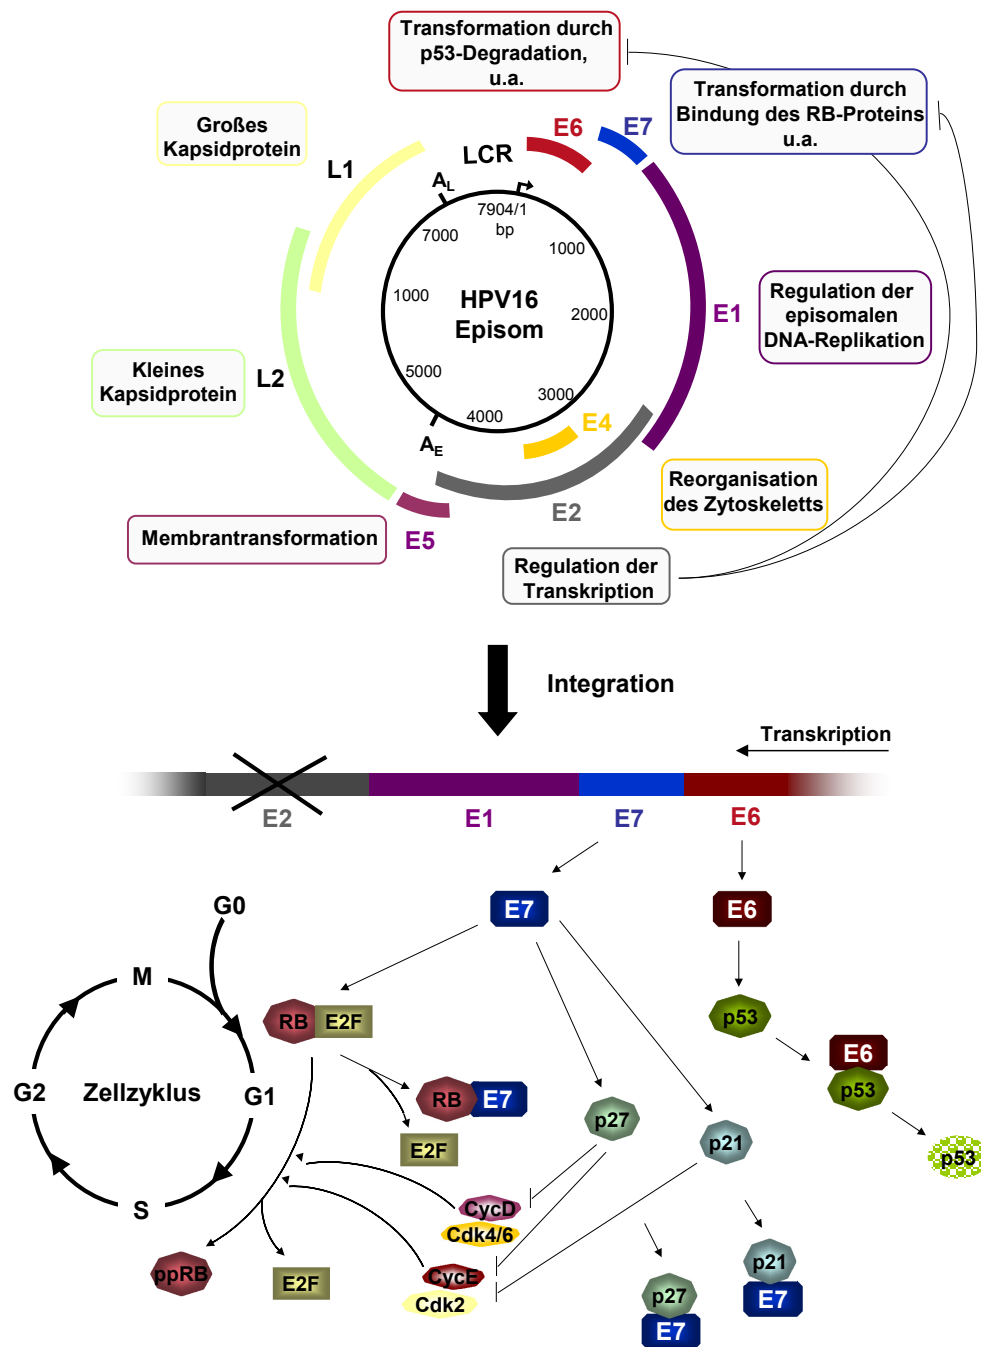 Transformation durch
p53-Degradation,
u.a.
Transformation durch
Bindung des RB-Proteins
u.a.
Großes
Kapsidprotein
E6
E7
LCR
L1
AL
7904/1
bp
7000
1000
1000
HPV16
Episom
2000
E1
Regulation der
episomalen
DNA-Replikation
Kleines
Kapsidprotein
L2
5000
3000
4000
E4
AE
Reorganisation
des Zytoskeletts
E2
Membrantransformation
E5
Regulation der
Transkription
Integration
Transkription
E2
E1
E7
E6
G0
E7
E6
M
RB
E2F
p53
E6
p53
G2
Zellzyklus
G1
RB
E7
p27
p21
E2F
p53
S
CycD
Cdk4/6
ppRB
E2F
CycE
Cdk2
p27
E7
p21
E7